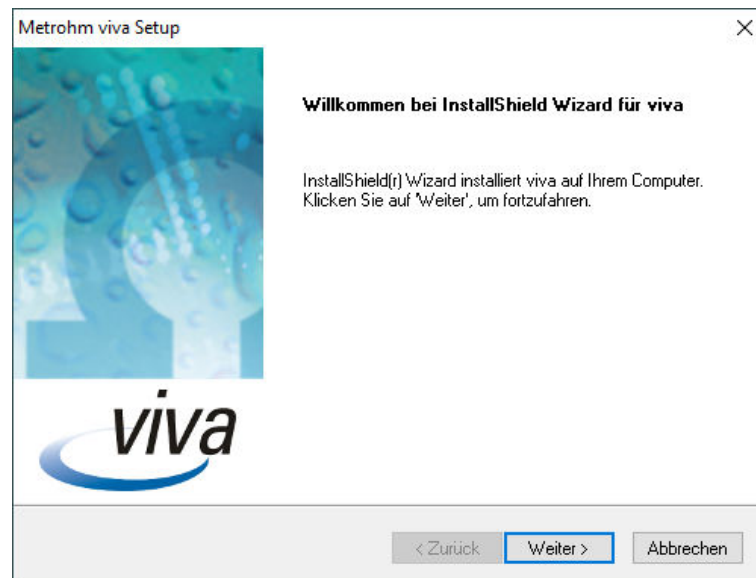 Metrohm viva Setup
Willkommen bei InstallShield Wizard für viva
InstallShield(r) Wizard installiert viva auf Ihrem Computer.
Klicken Sie auf 'Weiter', um fortzufahren.
viva
< Zurück Weiter > Abbrechen